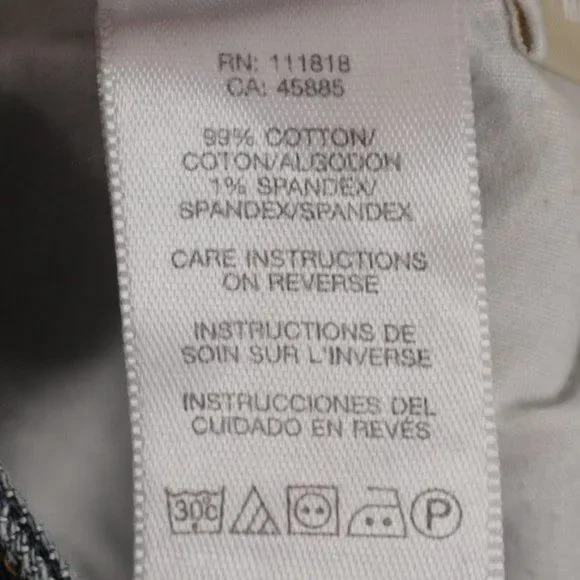 RN: 111818
CA: 45885
99% COTTON/
COTON/ALGODON
1% SPANDEX/
SPANDEX/SPANDEX
CARE INSTRUCTIONS
ON REVERSE
INSTRUCTIONS DE
SOIN SUR L'INVERSE
INSTRUCCIONES DEL
CUIDADO EN REVÉS
30c P